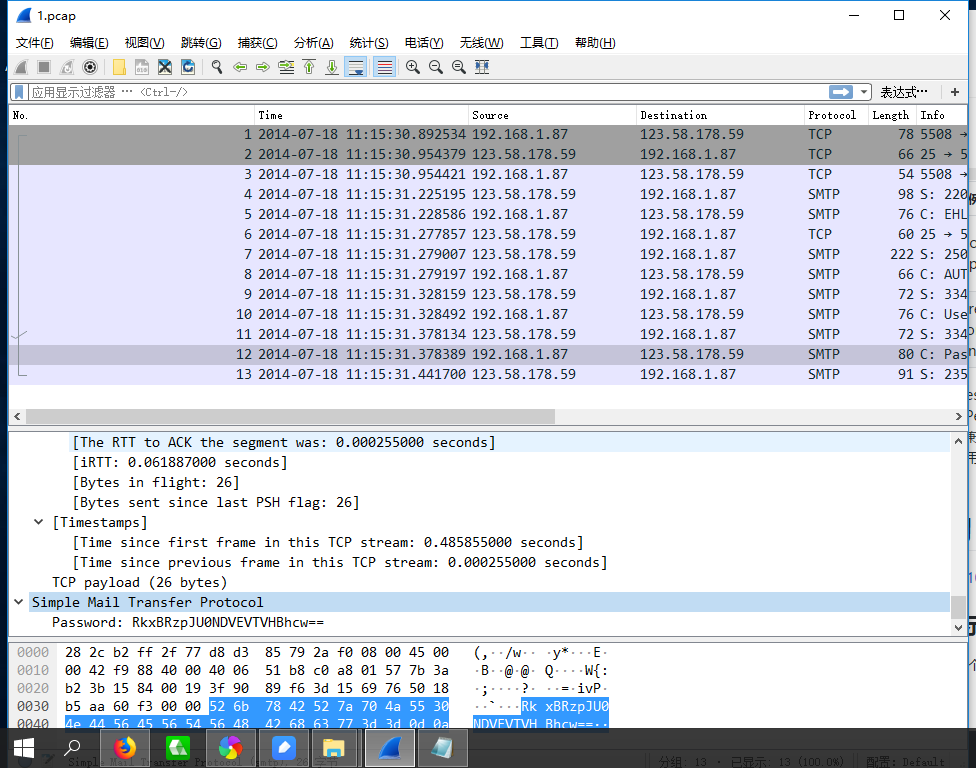 1.pcap
文件(F) 编辑(E) 视图(V) 跳转(G) 捕获(C) 分析(A) 统计(S) 电话(Y) 无线(W) 工具(T) 帮助(H)
应用显示过滤器 … <Ctrl-/> 表达式… +
No. Time Source Destination Protocol Length Info
1 2014-07-18 11:15:30.892534 192.168.1.87 123.58.178.59 TCP 78 5508 →
2 2014-07-18 11:15:30.954379 123.58.178.59 192.168.1.87 TCP 66 25 → 5
3 2014-07-18 11:15:30.954421 192.168.1.87 123.58.178.59 TCP 54 5508 →
4 2014-07-18 11:15:31.225195 123.58.178.59 192.168.1.87 SMTP 98 S: 220
5 2014-07-18 11:15:31.228586 192.168.1.87 123.58.178.59 SMTP 76 C: EHL
6 2014-07-18 11:15:31.277857 123.58.178.59 192.168.1.87 TCP 60 25 → 5
7 2014-07-18 11:15:31.279007 123.58.178.59 192.168.1.87 SMTP 222 S: 250
8 2014-07-18 11:15:31.279197 192.168.1.87 123.58.178.59 SMTP 66 C: AUT
9 2014-07-18 11:15:31.328159 123.58.178.59 192.168.1.87 SMTP 72 S: 334
10 2014-07-18 11:15:31.328492 192.168.1.87 123.58.178.59 SMTP 76 C: Use
11 2014-07-18 11:15:31.378134 123.58.178.59 192.168.1.87 SMTP 72 S: 334
12 2014-07-18 11:15:31.378389 192.168.1.87 123.58.178.59 SMTP 80 C: Pas
13 2014-07-18 11:15:31.441700 123.58.178.59 192.168.1.87 SMTP 91 S: 235
[The RTT to ACK the segment was: 0.000255000 seconds]
[iRTT: 0.061887000 seconds]
[Bytes in flight: 26]
[Bytes sent since last PSH flag: 26]
[Timestamps]
[Time since first frame in this TCP stream: 0.485855000 seconds]
[Time since previous frame in this TCP stream: 0.000255000 seconds]
TCP payload (26 bytes)
Simple Mail Transfer Protocol
Password: RkxBRzpJU0NDVEVTVHBhcw==
0000 28 2c b2 ff 2f 77 d8 d3 85 79 2a f0 08 00 45 00 (,··/w·· ·y*···E·
0010 00 42 f9 88 40 00 40 06 51 b8 c0 a8 01 57 7b 3a ·B··@·@· Q····W{:
0020 b2 3b 15 84 00 19 3f 90 89 f6 3d 15 69 76 50 18 ·;····?· ··=·ivP·
0030 b5 aa 60 f3 00 00 52 6b 78 42 52 7a 70 4a 55 30 ··`···Rk xBRzpJU0
0040 4e 44 56 45 56 54 56 48 42 68 63 77 3d 3d 0d 0a NDVEVTVH Bhcw==··
分组: 13 · 已显示: 13 (100.0%) 配置: Default